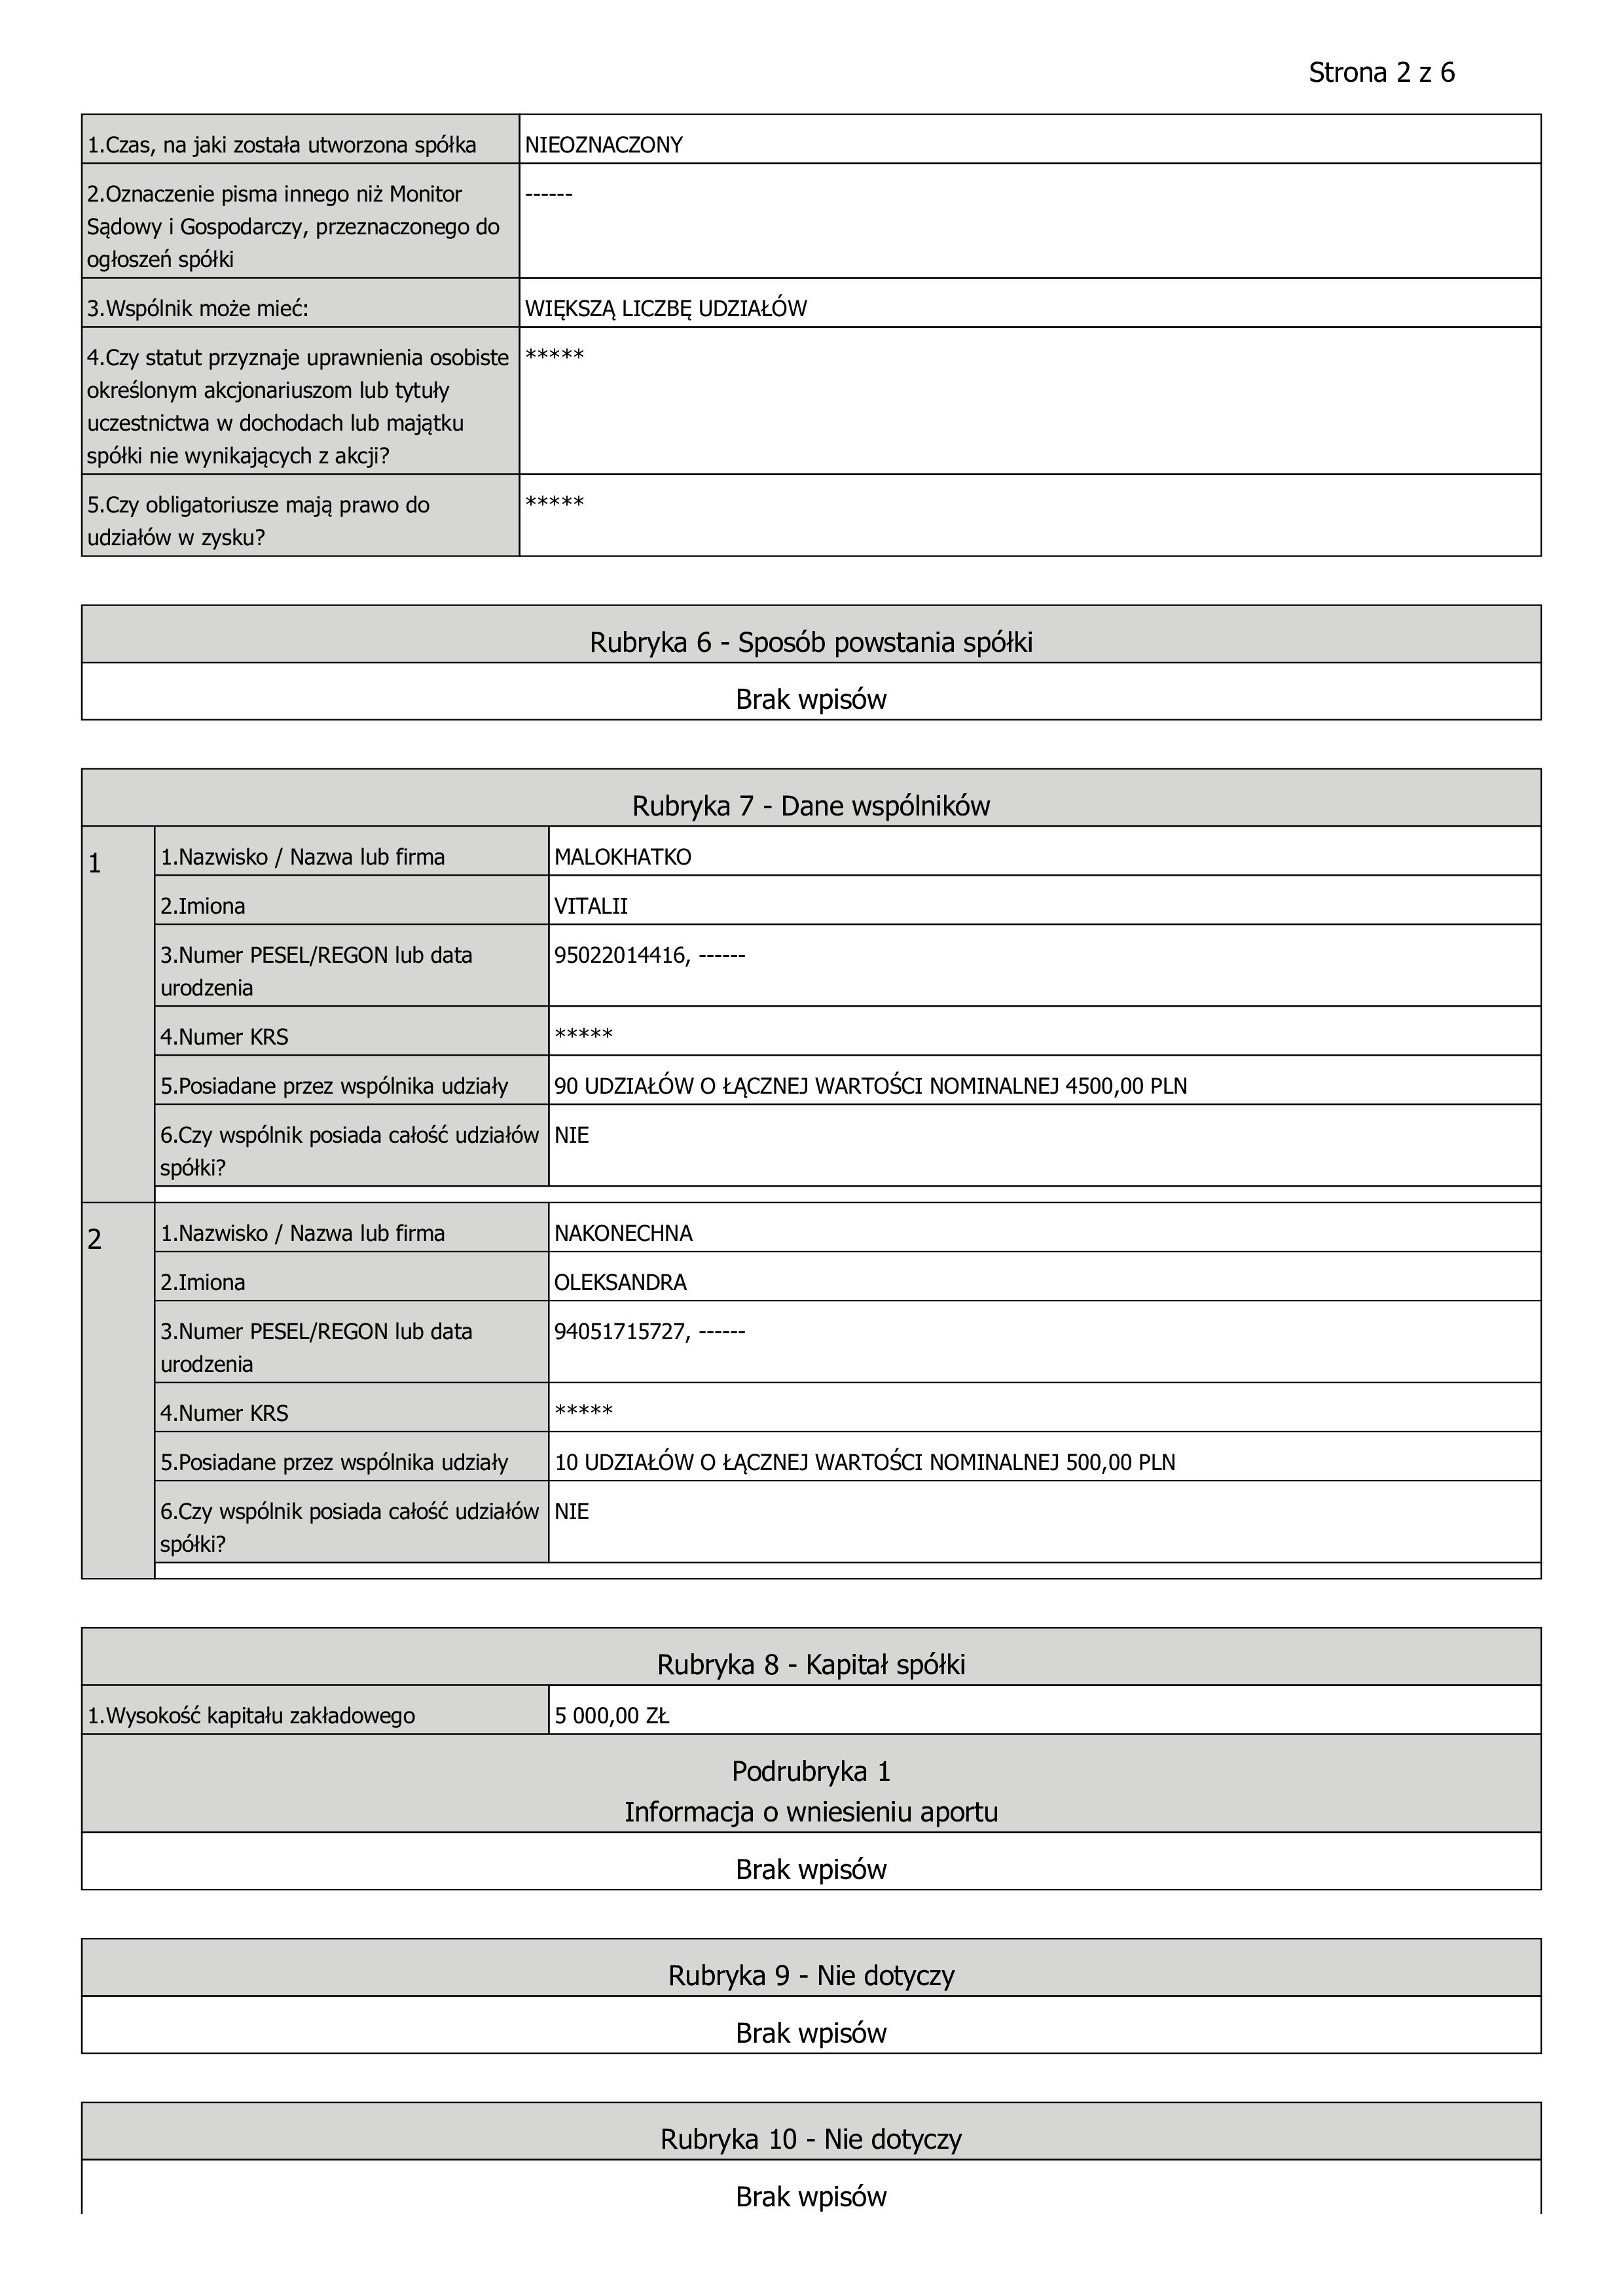 Strona 2 z 6
1.Czas, na jaki została utworzona spółka NIEOZNACZONY
2.Oznaczenie pisma innego niż Monitor ------
Sądowy i Gospodarczy, przeznaczonego do
ogłoszeń spółki
3.Wspólnik może mieć: WIĘKSZĄ LICZBĘ UDZIAŁÓW
4.Czy statut przyznaje uprawnienia osobiste *****
określonym akcjonariuszom lub tytuły
uczestnictwa w dochodach lub majątku
spółki nie wynikających z akcji?
5.Czy obligatoriusze mają prawo do *****
udziałów w zysku?
Rubryka 6 - Sposób powstania spółki
Brak wpisów
Rubryka 7 - Dane wspólników
1 1.Nazwisko / Nazwa lub firma MALOKHATKO
2.Imiona VITALII
3.Numer PESEL/REGON lub data 95022014416, ------
urodzenia
4.Numer KRS *****
5.Posiadane przez wspólnika udziały 90 UDZIAŁÓW O ŁĄCZNEJ WARTOŚCI NOMINALNEJ 4500,00 PLN
6.Czy wspólnik posiada całość udziałów NIE
spółki?
2 1.Nazwisko / Nazwa lub firma NAKONECHNA
2.Imiona OLEKSANDRA
3.Numer PESEL/REGON lub data 94051715727, ------
urodzenia
4.Numer KRS *****
5.Posiadane przez wspólnika udziały 10 UDZIAŁÓW O ŁĄCZNEJ WARTOŚCI NOMINALNEJ 500,00 PLN
6.Czy wspólnik posiada całość udziałów NIE
spółki?
Rubryka 8 - Kapitał spółki
1.Wysokość kapitału zakładowego 5 000,00 ZŁ
Podrubryka 1
Informacja o wniesieniu aportu
Brak wpisów
Rubryka 9 - Nie dotyczy
Brak wpisów
Rubryka 10 - Nie dotyczy
Brak wpisów